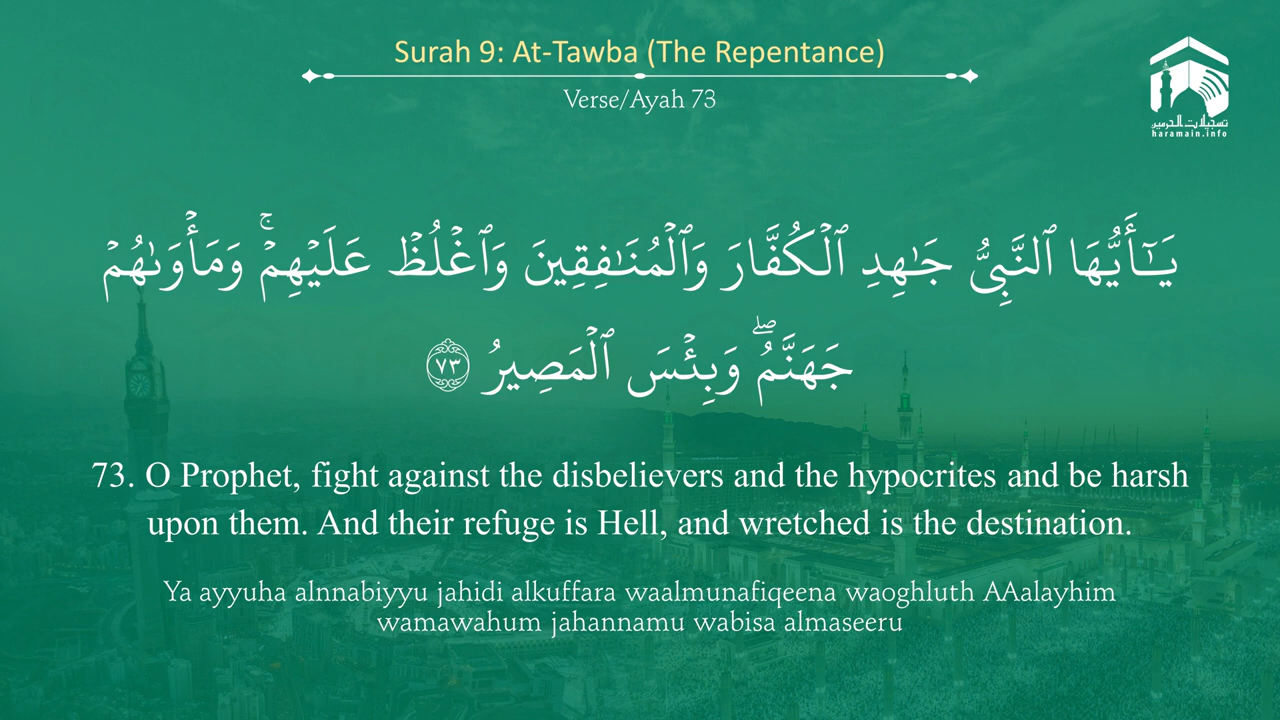 Surah 9: At-Tawba (The Repentance)
Verse/Ayah 73
تسجيلات الحرمين
haramain.info
يَـٰٓأَيُّهَا ٱلنَّبِىُّ جَـٰهِدِ ٱلْكُفَّارَ وَٱلْمُنَـٰفِقِينَ وَٱغْلُظْ عَلَيْهِمْ ۚ وَمَأْوَىٰهُمْ
جَهَنَّمُ ۖ وَبِئْسَ ٱلْمَصِيرُ ٧٣
73. O Prophet, fight against the disbelievers and the hypocrites and be harsh
upon them. And their refuge is Hell, and wretched is the destination.
Ya ayyuha alnnabiyyu jahidi alkuffara waalmunafiqeena waoghluth AAalayhim
wamawahum jahannamu wabisa almaseeru